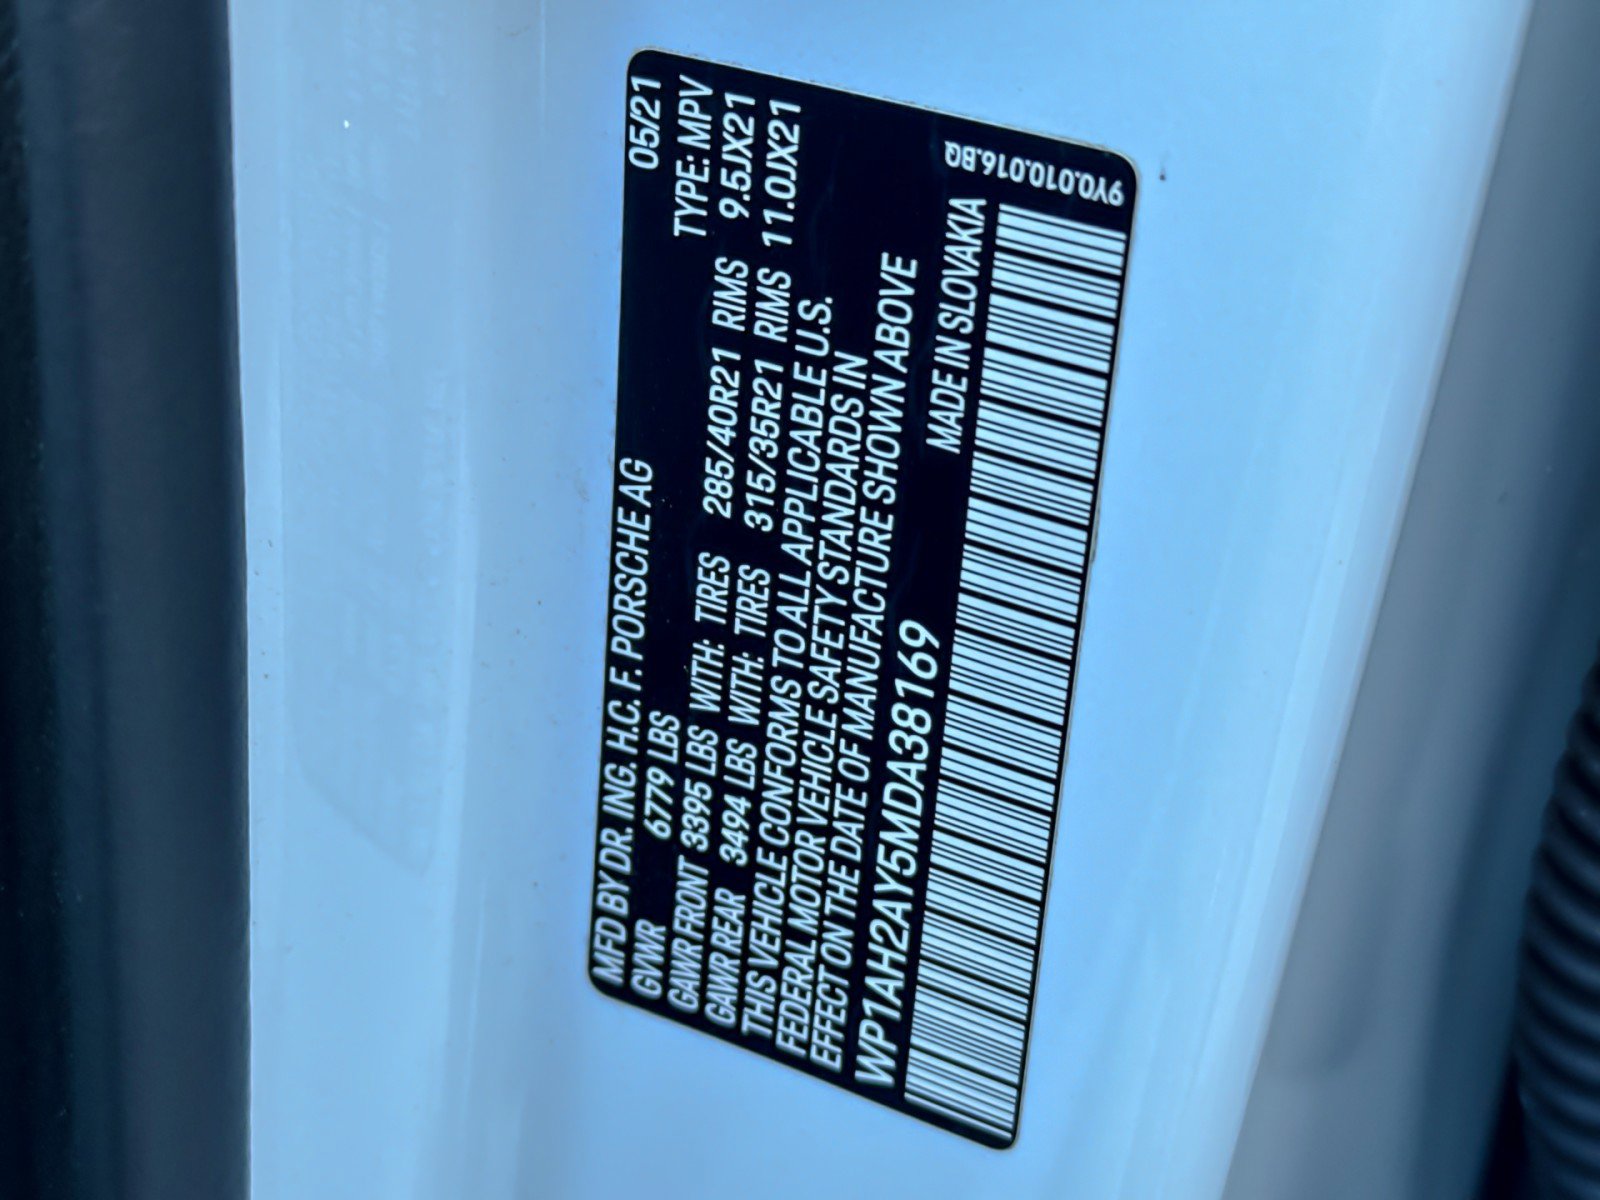 MFD BY DR. ING. H.C. F. PORSCHE AG 05/21
GVWR 6779 LBS TYPE: MPV
GAWR FRONT 3395 LBS WITH: TIRES 285/40R21 RIMS 9.5JX21
GAWR REAR 3494 LBS WITH: TIRES 315/35R21 RIMS 11.0JX21
THIS VEHICLE CONFORMS TO ALL APPLICABLE U.S.
FEDERAL MOTOR VEHICLE SAFETY STANDARDS IN
EFFECT ON THE DATE OF MANUFACTURE SHOWN ABOVE
WP1AH2AY5MDA38169 MADE IN SLOVAKIA
9Y0.010.016.BQ